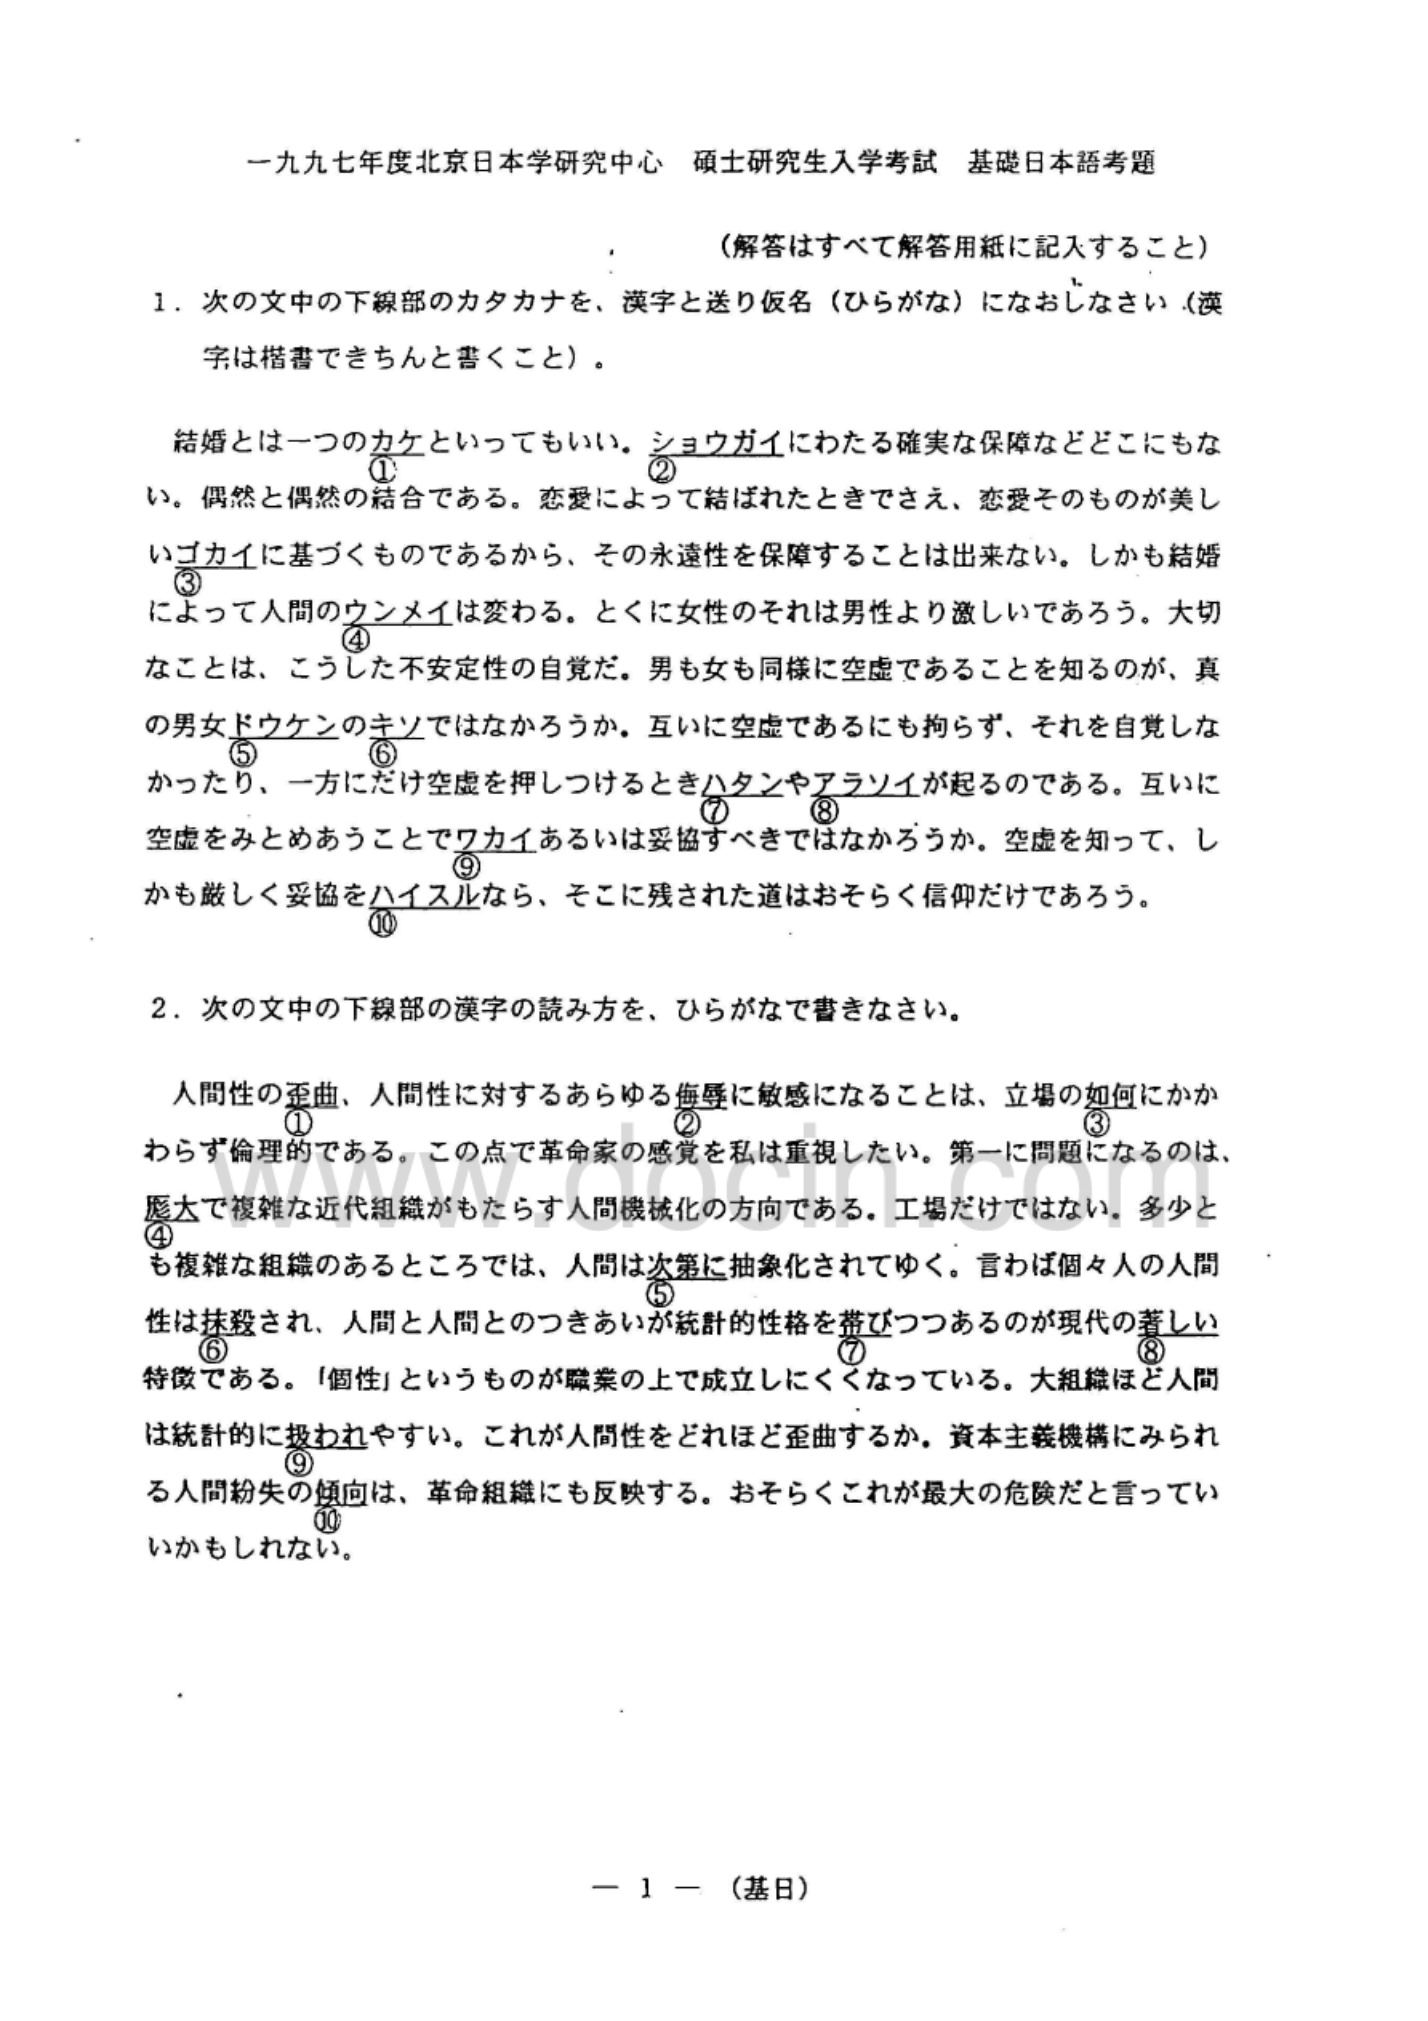 一九九七年度北京日本学研究中心　碩士研究生入学考試　基礎日本語考題
（解答はすべて解答用紙に記入すること）
１．次の文中の下線部のカタカナを、漢字と送り仮名（ひらがな）になおしなさい（漢
字は楷書できちんと書くこと）。
結婚とは一つのカケといってもいい。ショウガイにわたる確実な保障などどこにもな
① ②
い。偶然と偶然の結合である。恋愛によって結ばれたときでさえ、恋愛そのものが美し
いゴカイに基づくものであるから、その永遠性を保障することは出来ない。しかも結婚
③
によって人間のウンメイは変わる。とくに女性のそれは男性より激しいであろう。大切
④
なことは、こうした不安定性の自覚だ。男も女も同様に空虚であることを知るのが、真
の男女ドウケンのキソではなかろうか。互いに空虚であるにも拘らず、それを自覚しな
⑤ ⑥
かったり、一方にだけ空虚を押しつけるときハタンやアラソイが起るのである。互いに
⑦ ⑧
空虚をみとめあうことでワカイあるいは妥協すべきではなかろうか。空虚を知って、し
⑨
かも厳しく妥協をハイスルなら、そこに残された道はおそらく信仰だけであろう。
⑩
２．次の文中の下線部の漢字の読み方を、ひらがなで書きなさい。
人間性の歪曲、人間性に対するあらゆる侮辱に敏感になることは、立場の如何にかか
① ② ③
わらず倫理的である。この点で革命家の感覚を私は重視したい。第一に問題になるのは、
厖大で複雑な近代組織がもたらす人間機械化の方向である。工場だけではない。多少と
④
も複雑な組織のあるところでは、人間は次第に抽象化されてゆく。言わば個々人の人間
⑤
性は抹殺され、人間と人間とのつきあいが統計的性格を帯びつつあるのが現代の著しい
⑥ ⑦ ⑧
特徴である。「個性」というものが職業の上で成立しにくくなっている。大組織ほど人間
は統計的に扱われやすい。これが人間性をどれほど歪曲するか。資本主義機構にみられ
⑨
る人間紛失の傾向は、革命組織にも反映する。おそらくこれが最大の危険だと言ってい
⑩
いかもしれない。
www.docin.com
— 1 —（基日）